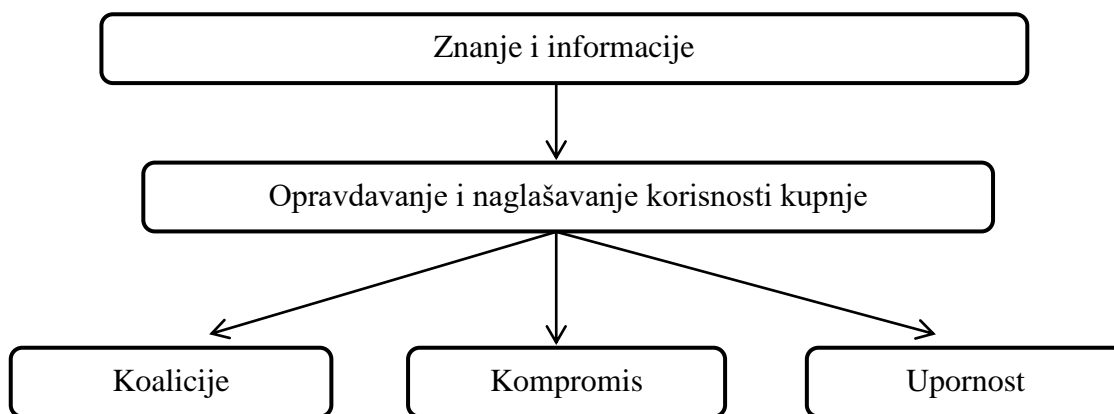 Znanje i informacije
Opravdavanje i naglašavanje korisnosti kupnje
Koalicije
Kompromis
Upornost